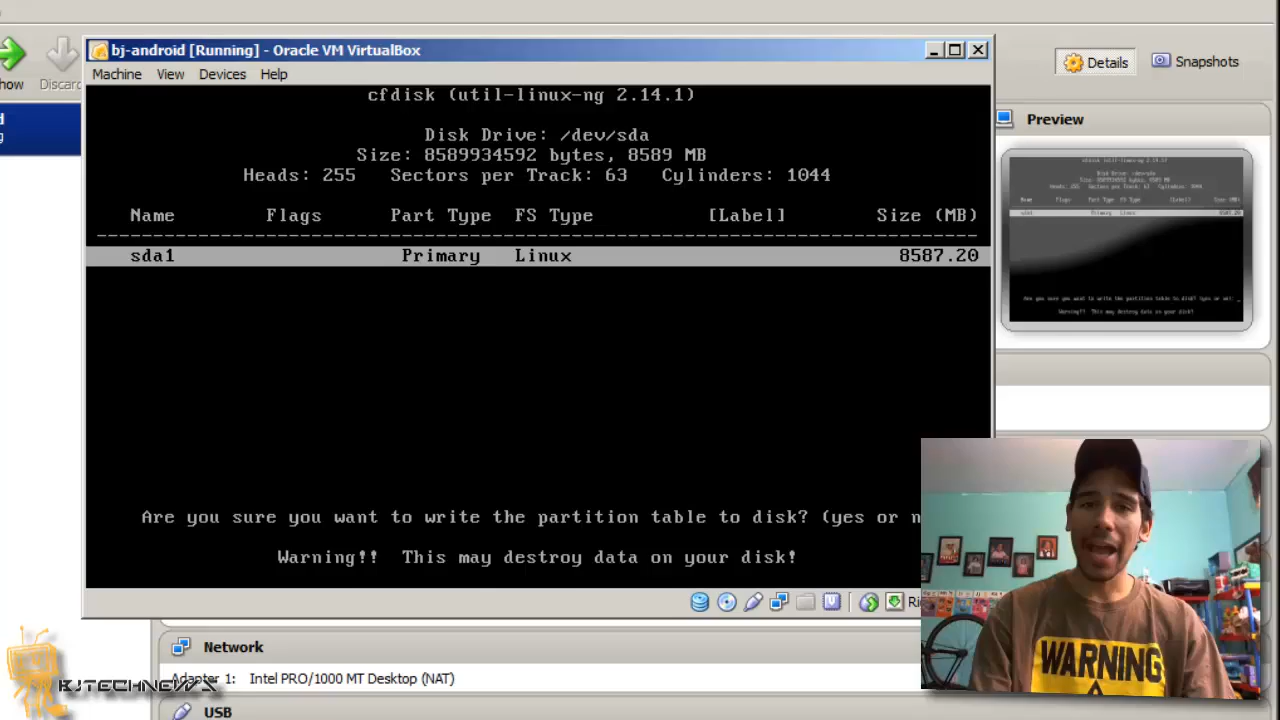 bj-android [Running] - Oracle VM VirtualBox
Machine View Devices Help
Details
Snapshots
how
Discard
Preview
cfdisk (util-linux-ng 2.14.1)
Disk Drive: /dev/sda
Size: 8589934592 bytes, 8589 MB
Heads: 255 Sectors per Track: 63 Cylinders: 1044
Name Flags Part Type FS Type [Label] Size (MB)
sda1 Primary Linux 8587.20
Are you sure you want to write the partition table to disk? (yes or n
Warning!! This may destroy data on your disk!
Ri
Network
Adapter 1: Intel PRO/1000 MT Desktop (NAT)
USB
BJTECHNEWS
WARNING